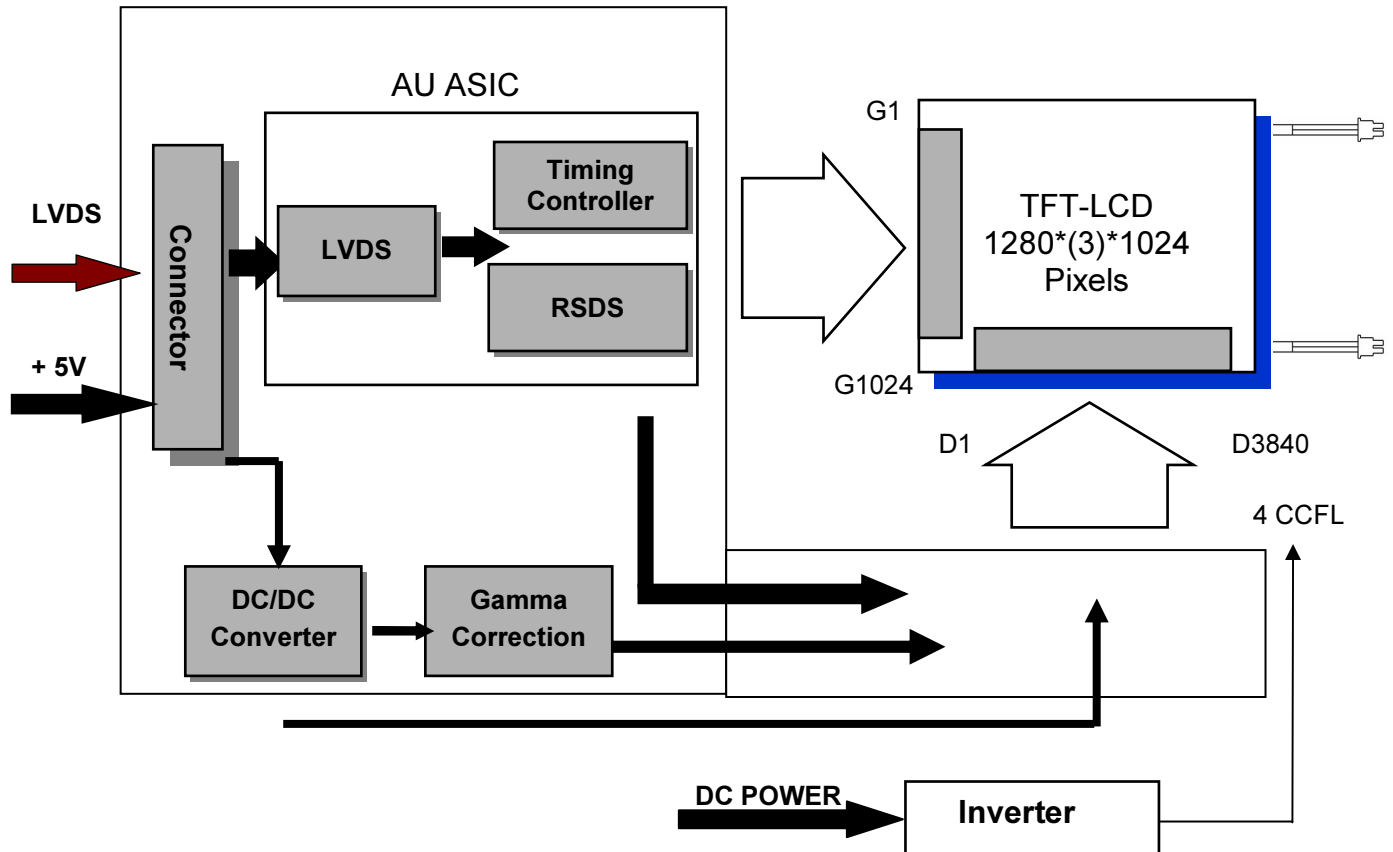 AU ASIC
G1
Timing
Controller
LVDS
Connector
LVDS
TFT-LCD
1280*(3)*1024
Pixels
RSDS
+ 5V
G1024
D1
D3840
4 CCFL
DC/DC
Converter
Gamma
Correction
DC POWER
Inverter